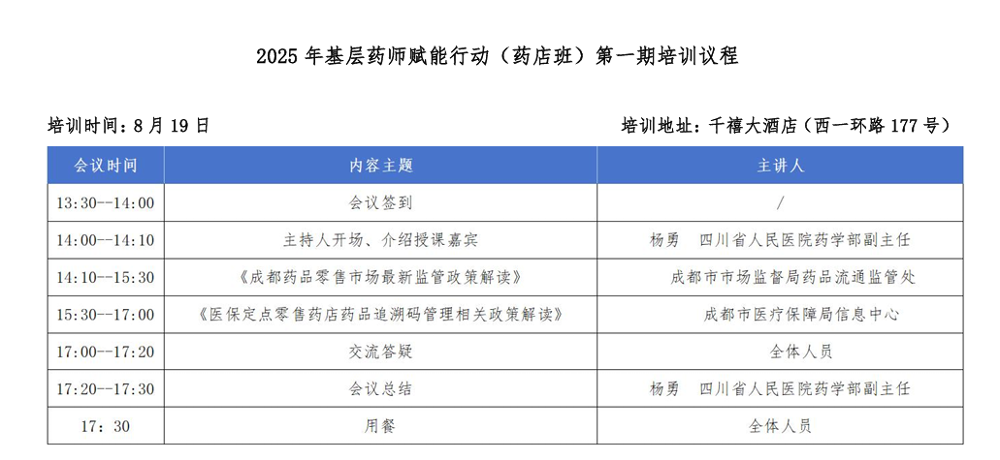 2025 年基层药师赋能行动（药店班）第一期培训议程
培训时间：8 月 19 日 培训地址：千禧大酒店（西一环路 177 号）
会议时间 内容主题 主讲人
13:30--14:00 会议签到 /
14:00--14:10 主持人开场、介绍授课嘉宾 杨勇 四川省人民医院药学部副主任
14:10--15:30 《成都药品零售市场最新监管政策解读》 成都市市场监督局药品流通监管处
15:30--17:00 《医保定点零售药店药品追溯码管理相关政策解读》 成都市医疗保障局信息中心
17:00--17:20 交流答疑 全体人员
17:20--17:30 会议总结 杨勇 四川省人民医院药学部副主任
17：30 用餐 全体人员